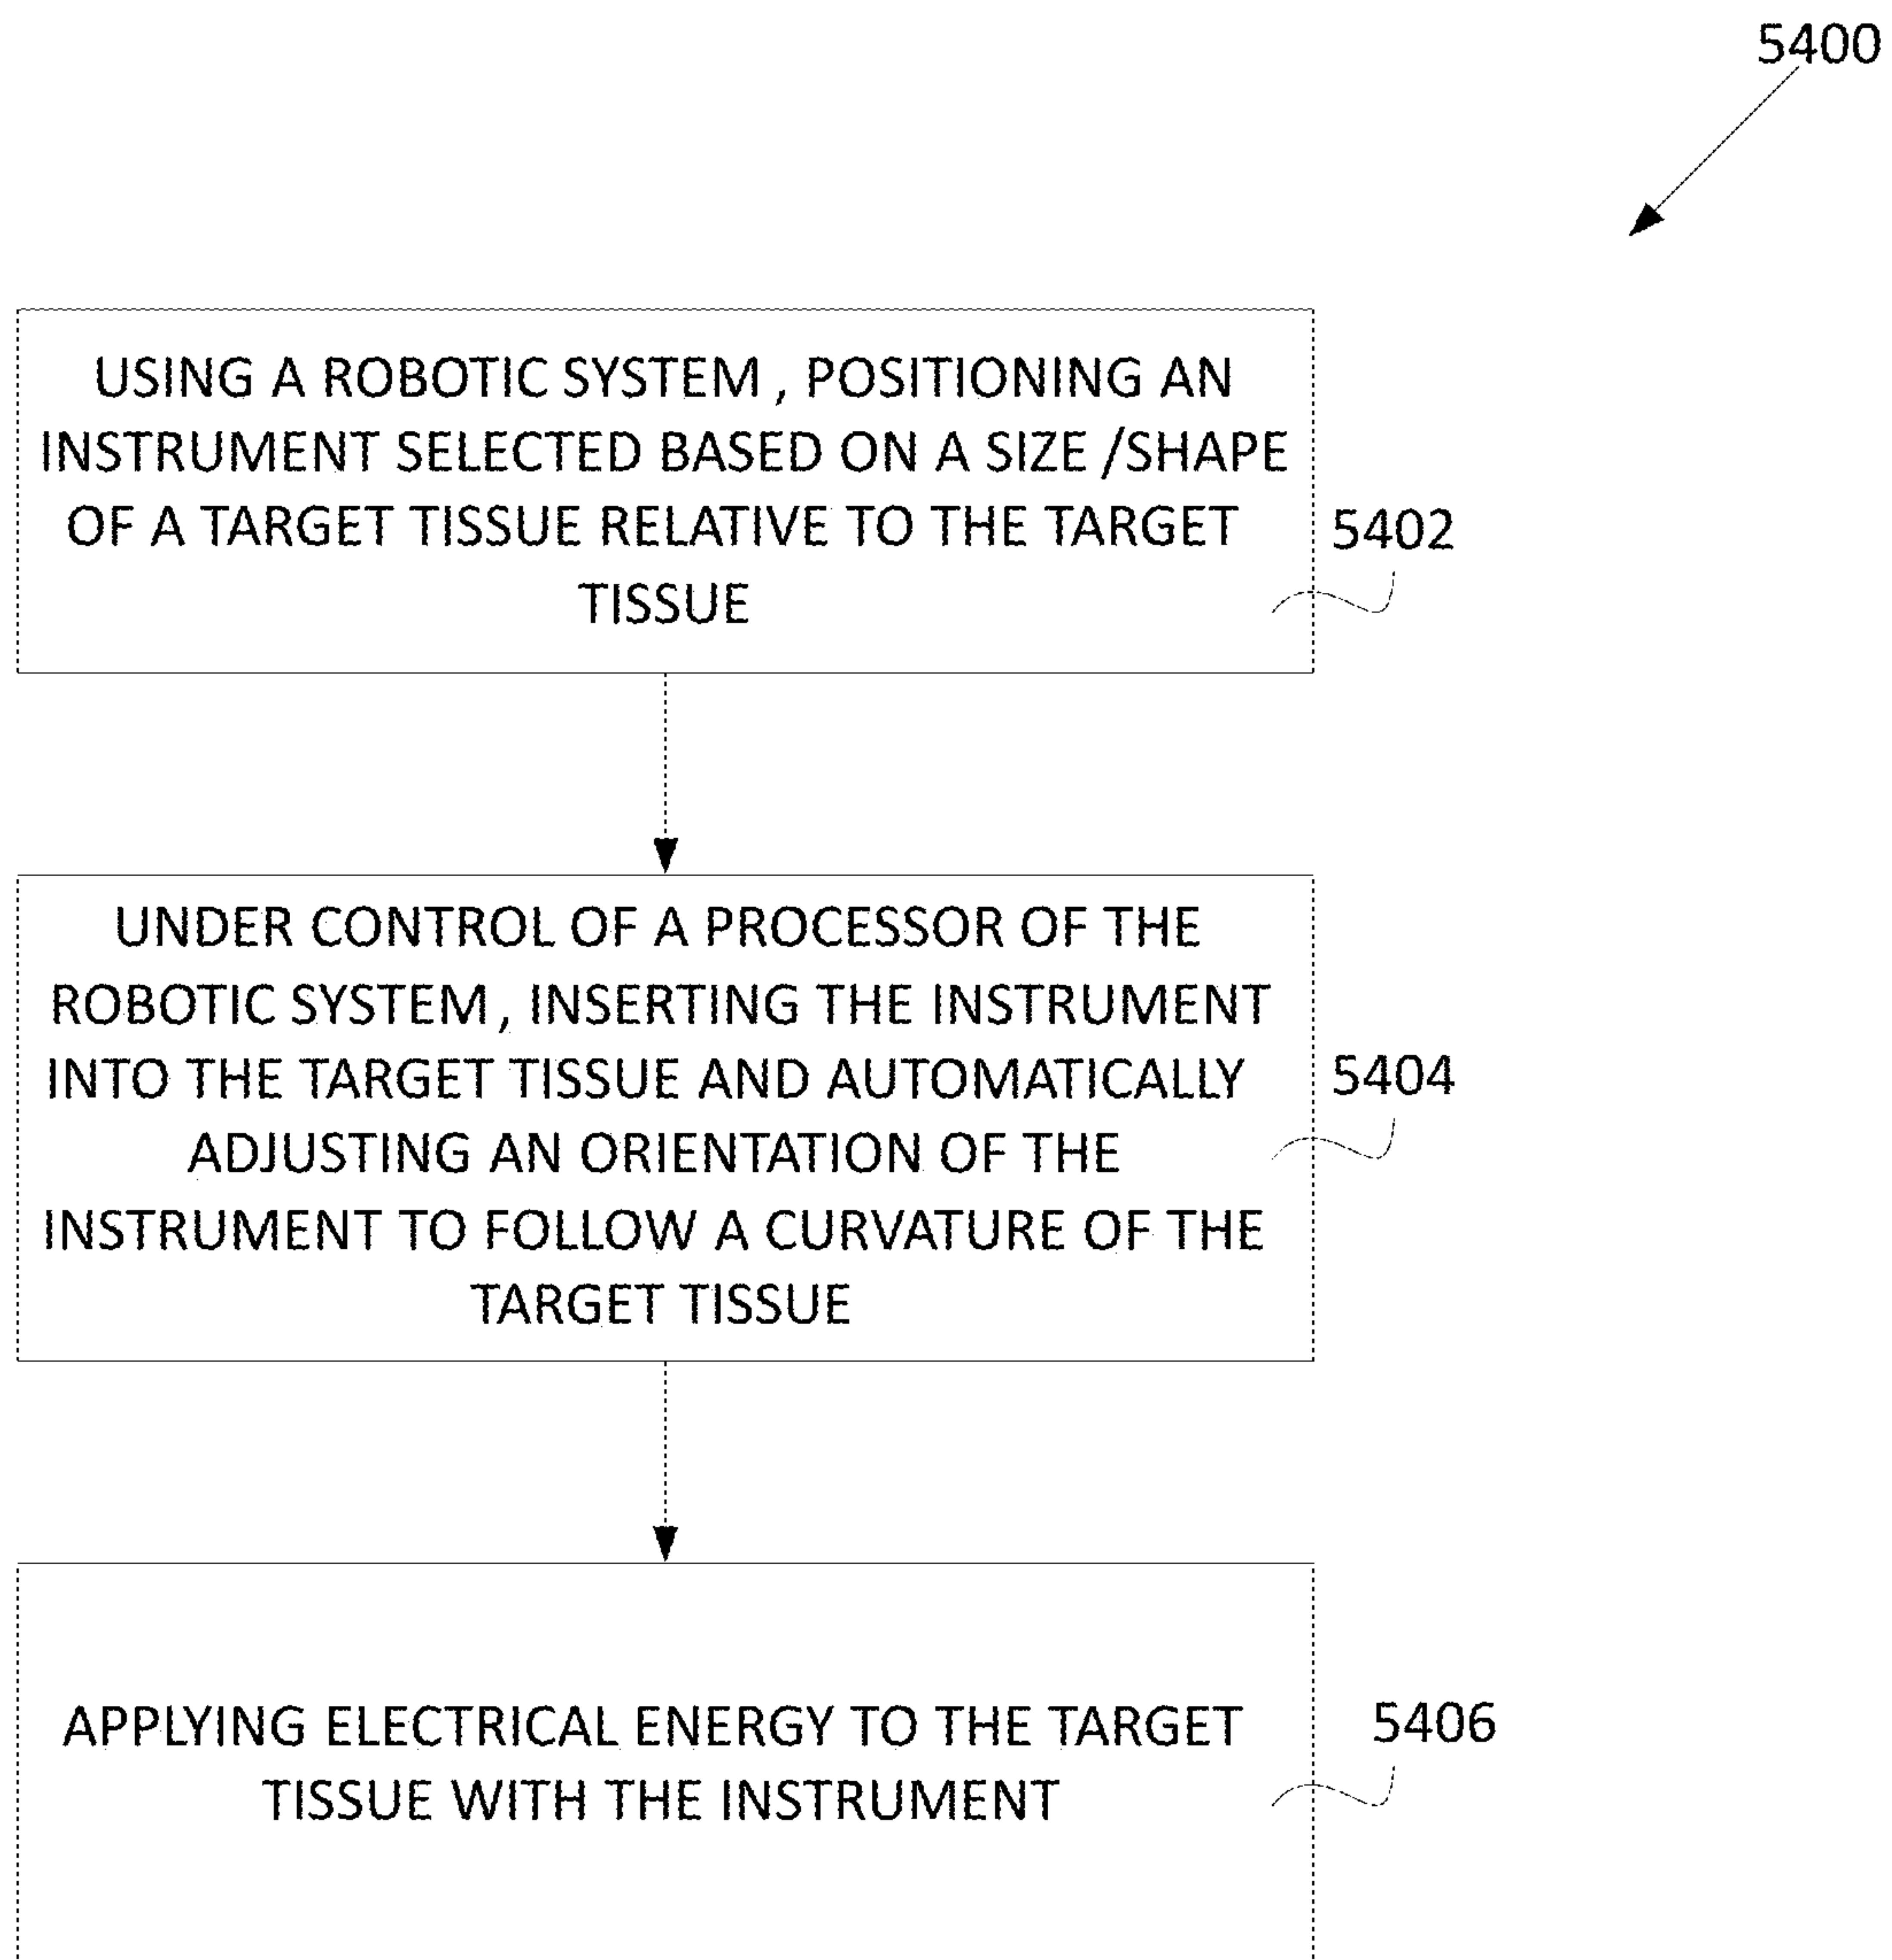 5400
USING A ROBOTIC SYSTEM, POSITIONING AN
INSTRUMENT SELECTED BASED ON A SIZE/SHAPE
OF A TARGET TISSUE RELATIVE TO THE TARGET
TISSUE
5402
UNDER CONTROL OF A PROCESSOR OF THE
ROBOTIC SYSTEM, INSERTING THE INSTRUMENT
INTO THE TARGET TISSUE AND AUTOMATICALLY
ADJUSTING AN ORIENTATION OF THE
INSTRUMENT TO FOLLOW A CURVATURE OF THE
TARGET TISSUE
5404
APPLYING ELECTRICAL ENERGY TO THE TARGET
TISSUE WITH THE INSTRUMENT
5406